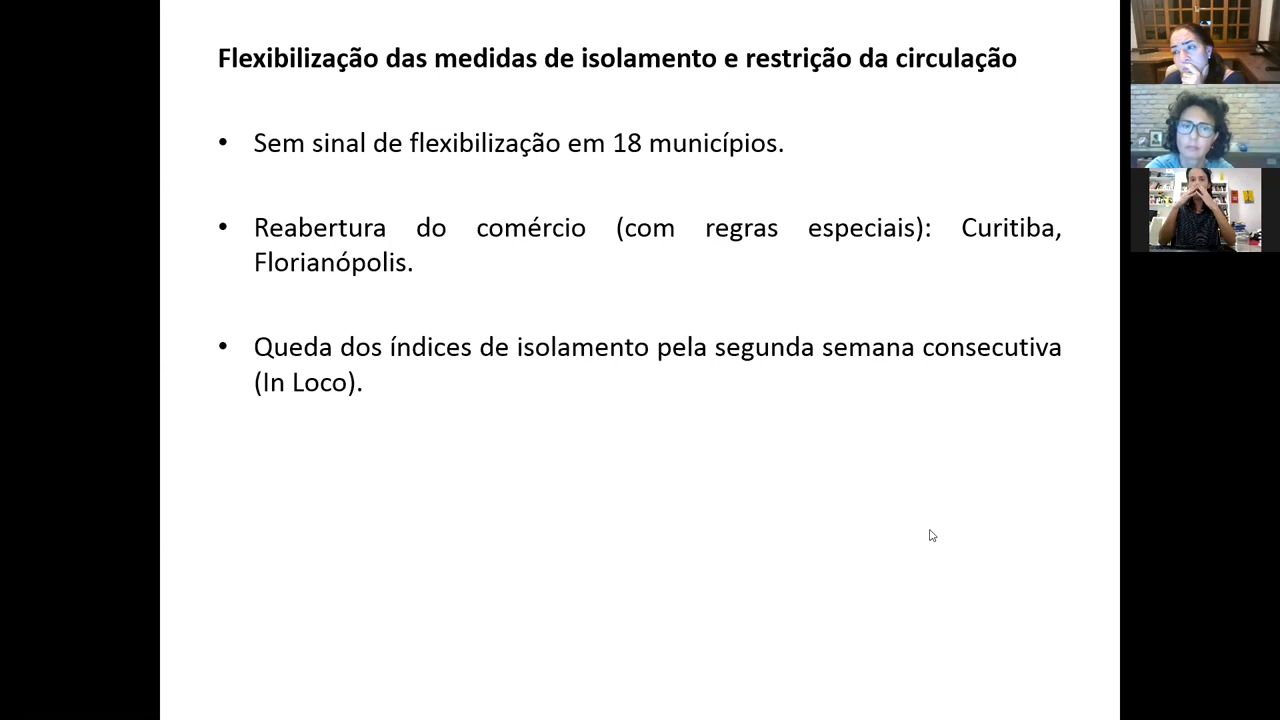 Flexibilização das medidas de isolamento e restrição da circulação
• Sem sinal de flexibilização em 18 municípios.
• Reabertura do comércio (com regras especiais): Curitiba,
Florianópolis.
• Queda dos índices de isolamento pela segunda semana consecutiva
(In Loco).